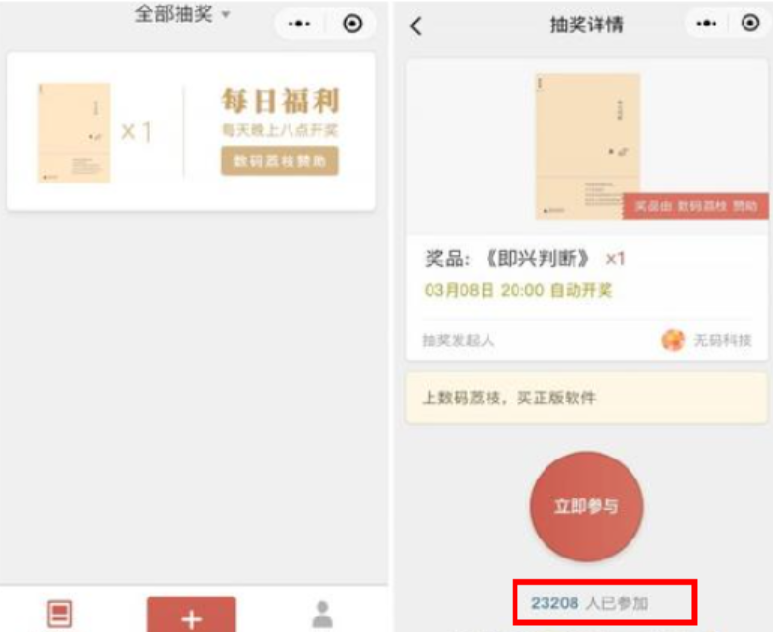 全部抽奖
×1
每日福利
每天晚上八点开奖
数码荔枝赞助
抽奖详情
奖品由 数码荔枝 赞助
奖品：《即兴判断》 ×1
03月08日 20:00 自动开奖
抽奖发起人
无码科技
上数码荔枝，买正版软件
立即参与
23208 人已参加